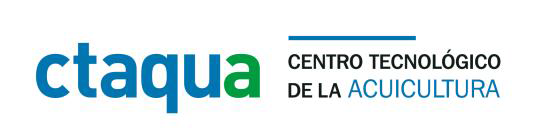 ctaqua
CENTRO TECNOLÓGICO
DE LA ACUICULTURA